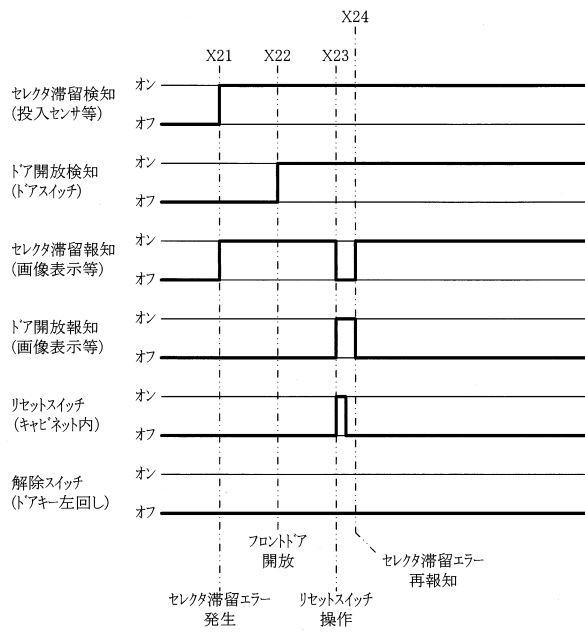 X24
X21
X22
X23
セレクタ滞留検知
(投入センサ等)
オン
オフ
ドア開放検知
(ドアスイッチ)
オン
オフ
セレクタ滞留報知
(画像表示等)
オン
オフ
ドア開放報知
(画像表示等)
オン
オフ
リセットスイッチ
(キャビネット内)
オン
オフ
解除スイッチ
(ドアキー左回し)
オン
オフ
フロントドア
開放
セレクタ滞留エラー
再報知
セレクタ滞留エラー
発生
リセットスイッチ
操作